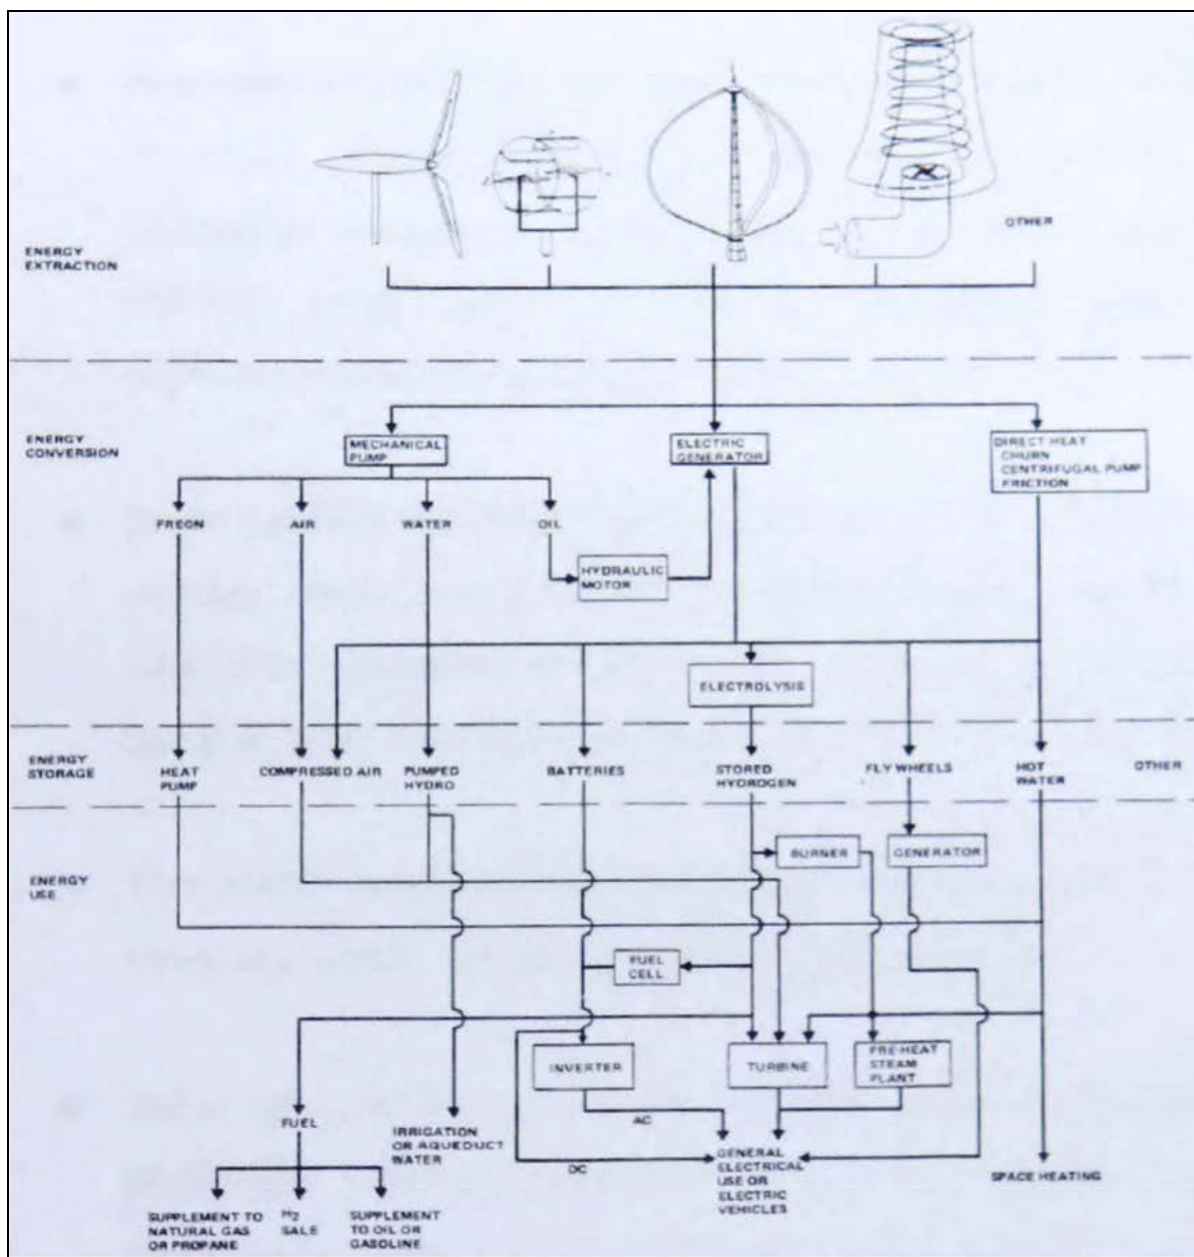 OTHER
ENERGY
EXTRACTION
ENERGY
CONVERSION
MECHANICAL
PUMP
ELECTRIC
GENERATOR
DIRECT HEAT
CHURN
CENTRIFUGAL PUMP
FRICTION
FREON
AIR
WATER
OIL
HYDRAULIC
MOTOR
ELECTROLYSIS
ENERGY
STORAGE
HEAT
PUMP
COMPRESSED AIR
PUMPED
HYDRO
BATTERIES
STORED
HYDROGEN
FLY WHEELS
HOT
WATER
OTHER
ENERGY
USE
BURNER
GENERATOR
FUEL
CELL
INVERTER
TURBINE
PRE-HEAT
STEAM
PLANT
FUEL
IRRIGATION
OR AQUEDUCT
WATER
AC
DC
GENERAL
ELECTRICAL
USE OR
ELECTRIC
VEHICLES
SPACE HEATING
SUPPLEMENT TO
NATURAL GAS
OR PROPANE
H2
SALE
SUPPLEMENT
TO OIL OR
GASOLINE